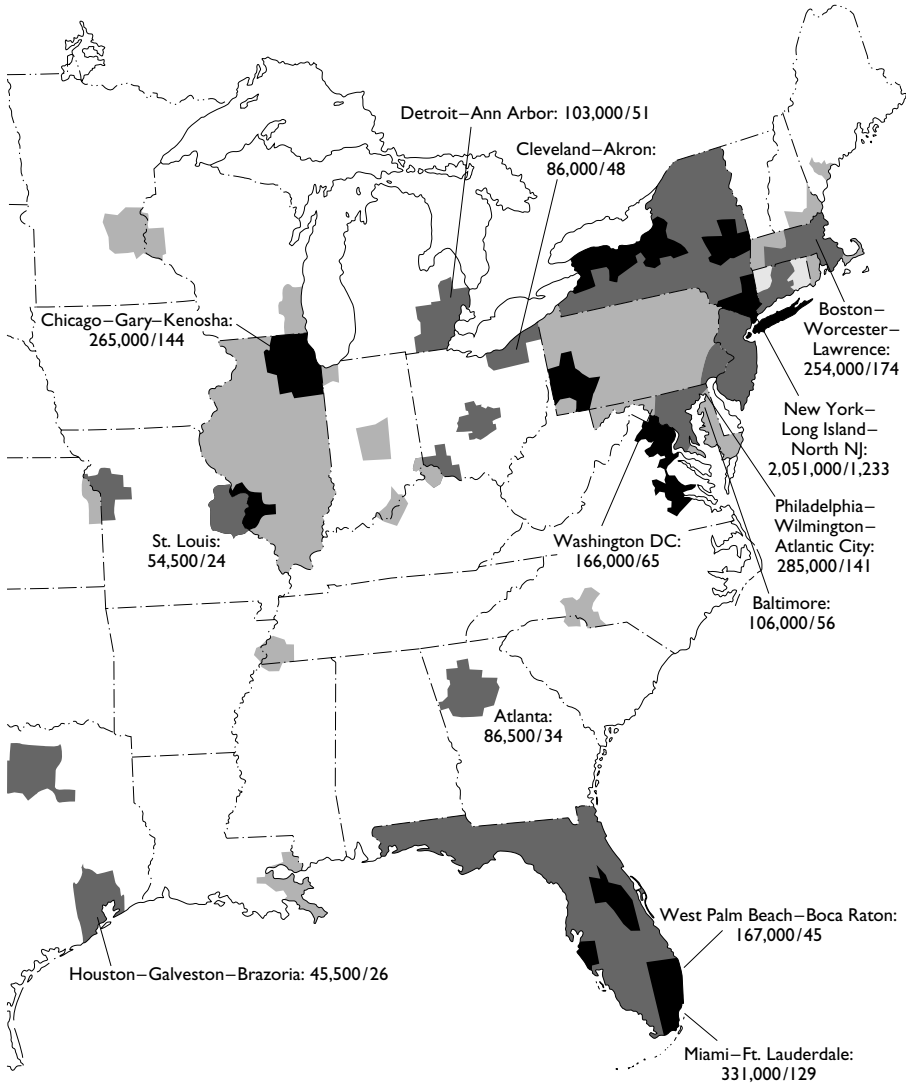 Detroit–Ann Arbor: 103,000/51
Cleveland–Akron:
86,000/48
Chicago–Gary–Kenosha:
265,000/144
Boston–
Worcester–
Lawrence:
254,000/174
New York–
Long Island–
North NJ:
2,051,000/1,233
Philadelphia–
Wilmington–
Atlantic City:
285,000/141
St. Louis:
54,500/24
Washington DC:
166,000/65
Baltimore:
106,000/56
Atlanta:
86,500/34
West Palm Beach–Boca Raton:
167,000/45
Houston–Galveston–Brazoria: 45,500/26
Miami–Ft. Lauderdale:
331,000/129